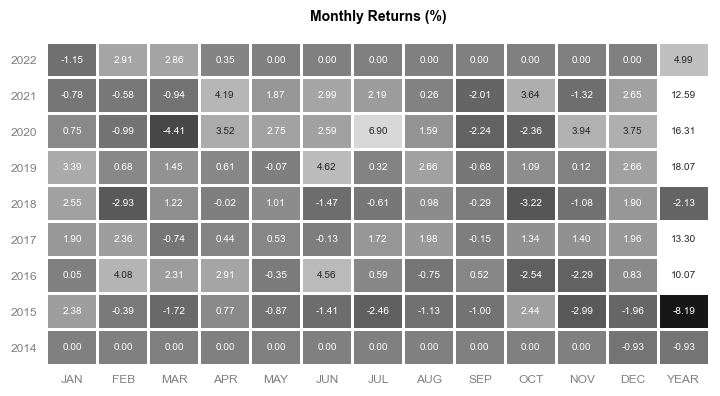 Monthly Returns (%)
2022 -1.15 2.91 2.86 0.35 0.00 0.00 0.00 0.00 0.00 0.00 0.00 0.00 4.99
2021 -0.78 -0.58 -0.94 4.19 1.87 2.99 2.19 0.26 -2.01 3.64 -1.32 2.65 12.59
2020 0.75 -0.99 -4.41 3.52 2.75 2.59 6.90 1.59 -2.24 -2.36 3.94 3.75 16.31
2019 3.39 0.68 1.45 0.61 -0.07 4.62 0.32 2.66 -0.68 1.09 0.12 2.66 18.07
2018 2.55 -2.93 1.22 -0.02 1.01 -1.47 -0.61 0.98 -0.29 -3.22 -1.08 1.90 -2.13
2017 1.90 2.36 -0.74 0.44 0.53 -0.13 1.72 1.98 -0.15 1.34 1.40 1.96 13.30
2016 0.05 4.08 2.31 2.91 -0.35 4.56 0.59 -0.75 0.52 -2.54 -2.29 0.83 10.07
2015 2.38 -0.39 -1.72 0.77 -0.87 -1.41 -2.46 -1.13 -1.00 2.44 -2.99 -1.96 -8.19
2014 0.00 0.00 0.00 0.00 0.00 0.00 0.00 0.00 0.00 0.00 0.00 -0.93 -0.93
JAN FEB MAR APR MAY JUN JUL AUG SEP OCT NOV DEC YEAR